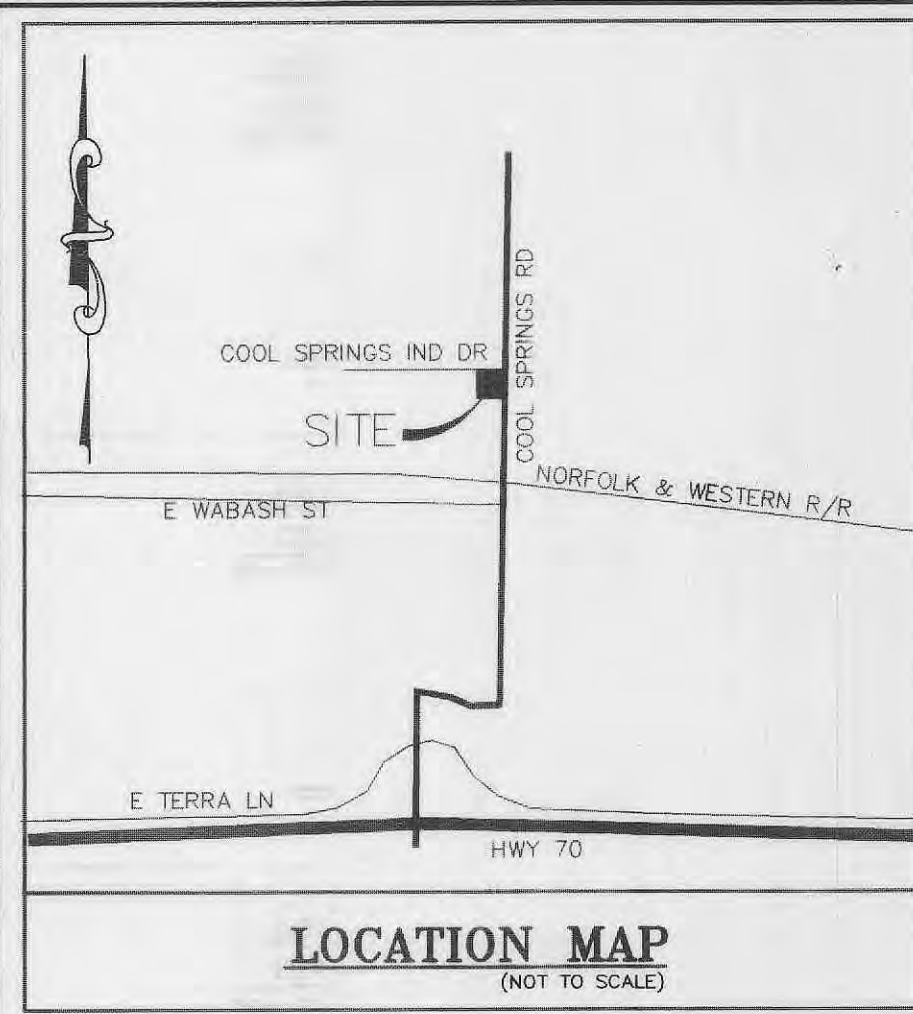 COOL SPRINGS RD
COOL SPRINGS IND DR
SITE
NORFOLK & WESTERN R/R
E WABASH ST
E TERRA LN
HWY 70
LOCATION MAP
(NOT TO SCALE)